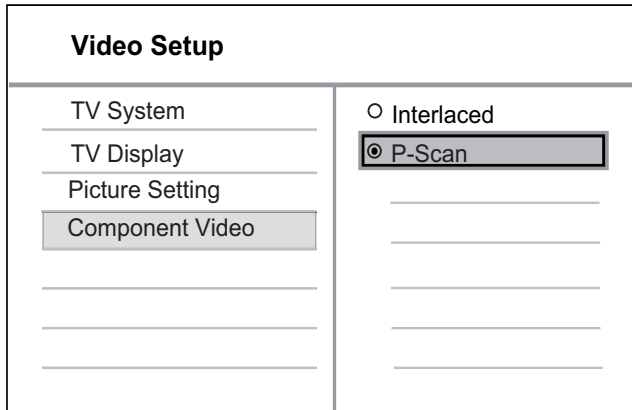 Video Setup
TV System
TV Display
Picture Setting
Component Video
Interlaced
P-Scan